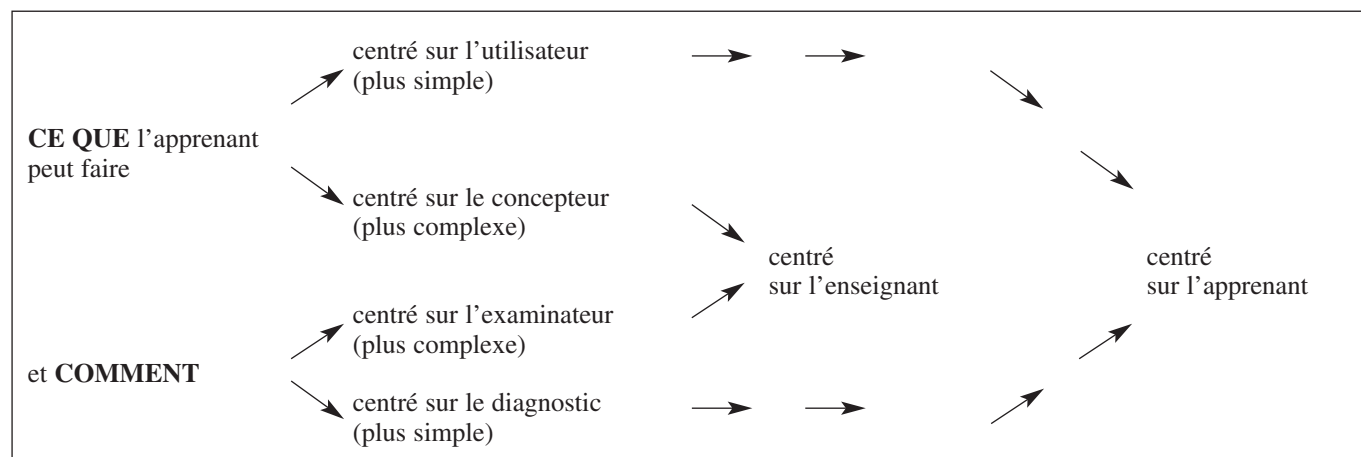 centré sur l’utilisateur
(plus simple)
CE QUE l’apprenant
peut faire
centré sur le concepteur
(plus complexe)
centré
sur l’enseignant
centré
sur l’apprenant
centré sur l’examinateur
(plus complexe)
et COMMENT
centré sur le diagnostic
(plus simple)